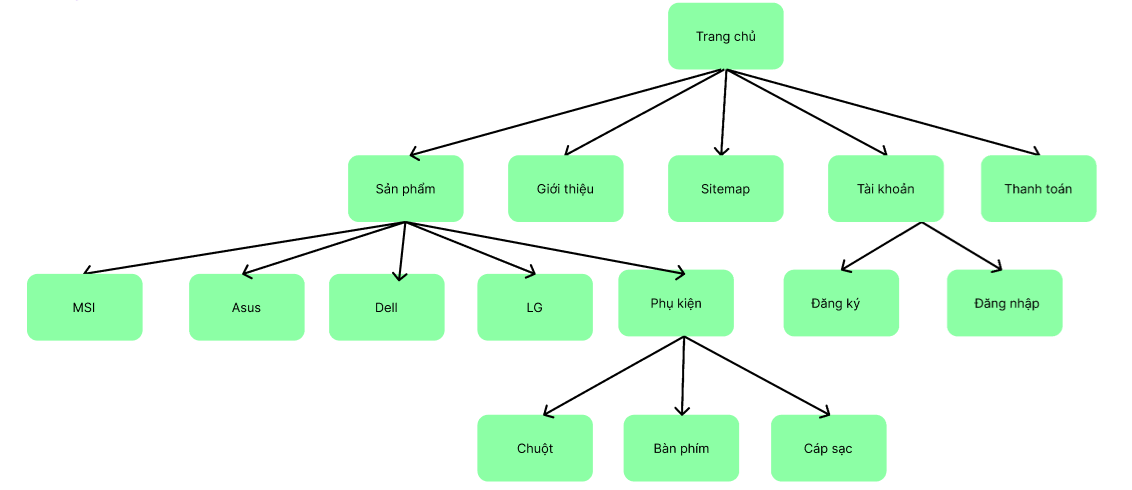 Trang chủ
Sản phẩm
Giới thiệu
Sitemap
Tài khoản
Thanh toán
MSI
Asus
Dell
LG
Phụ kiện
Đăng ký
Đăng nhập
Chuột
Bàn phím
Cáp sạc